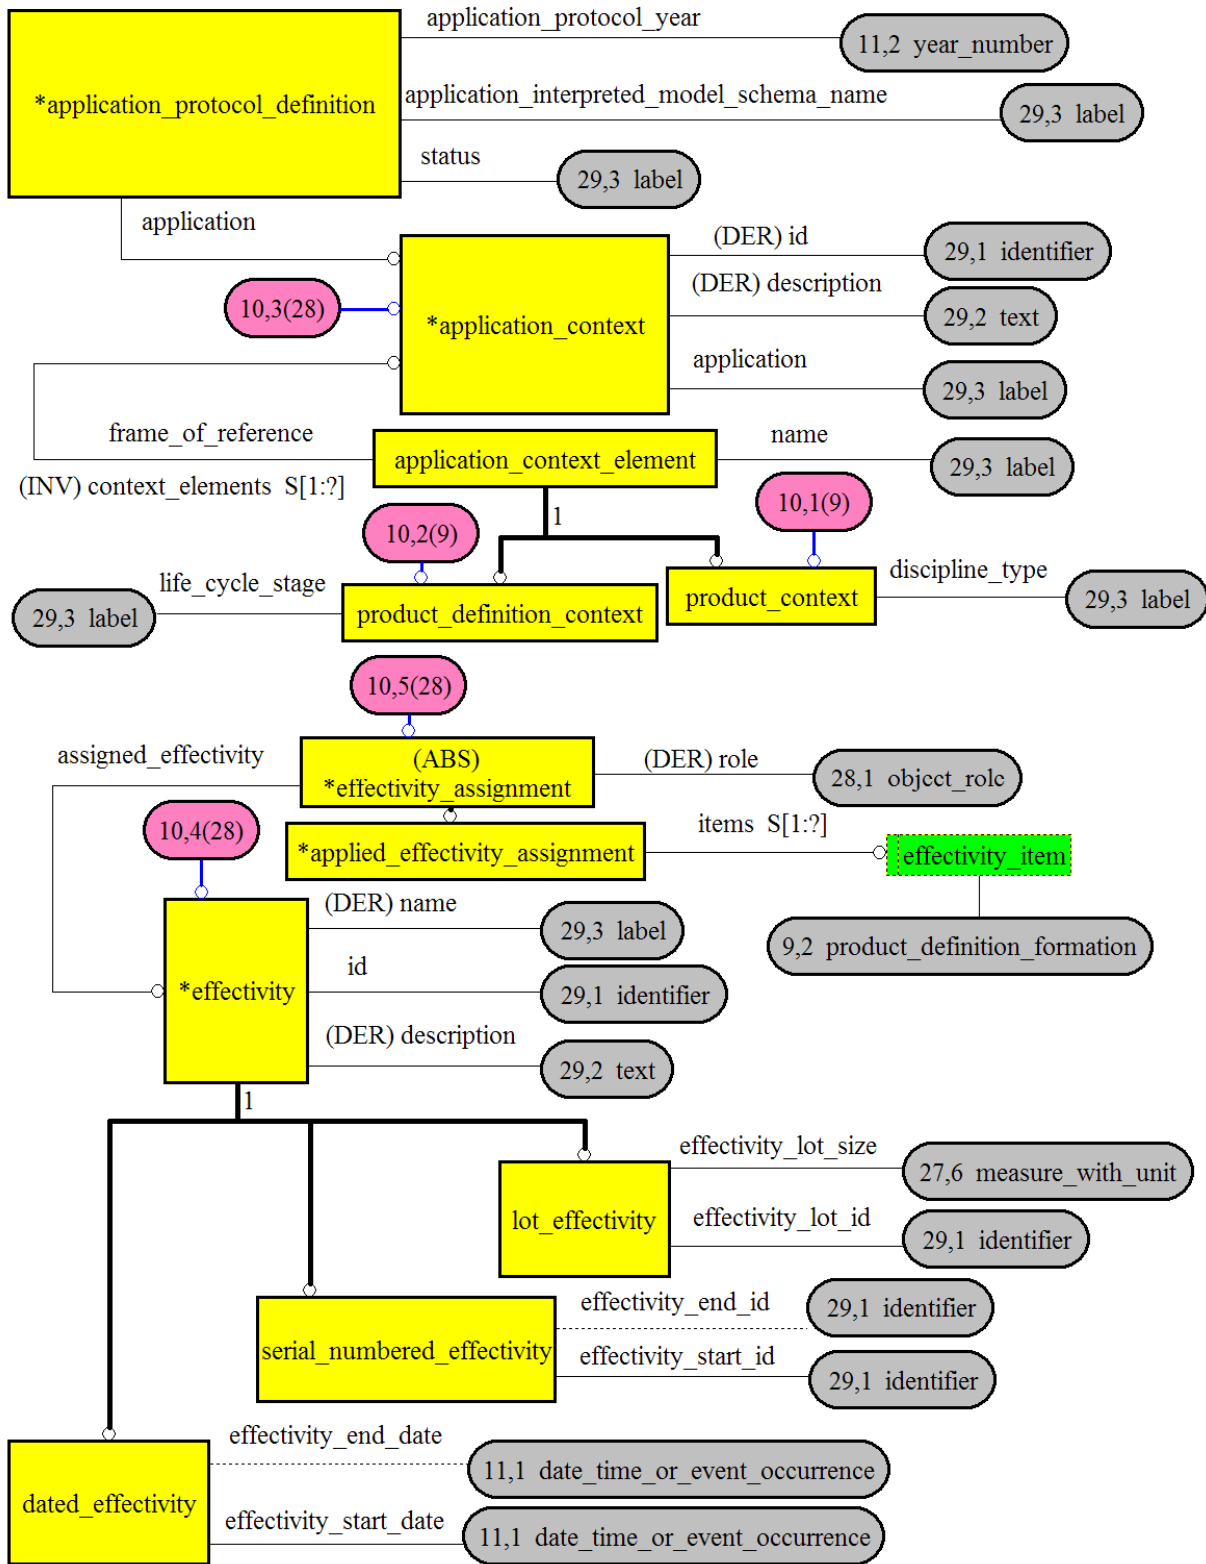 application_protocol_year
11,2 year_number
*application_protocol_definition
application_interpreted_model_schema_name
29,3 label
status
29,3 label
application
(DER) id
29,1 identifier
10,3(28)
(DER) description
*application_context
29,2 text
application
29,3 label
frame_of_reference
name
application_context_element
29,3 label
(INV) context_elements S[1:?]
1
10,1(9)
10,2(9)
life_cycle_stage
discipline_type
29,3 label
product_definition_context
product_context
29,3 label
10,5(28)
assigned_effectivity
(ABS)
*effectivity_assignment
(DER) role
28,1 object_role
10,4(28)
items S[1:?]
*applied_effectivity_assignment
effectivity_item
(DER) name
29,3 label
9,2 product_definition_formation
id
*effectivity
29,1 identifier
(DER) description
29,2 text
1
effectivity_lot_size
27,6 measure_with_unit
lot_effectivity
effectivity_lot_id
29,1 identifier
effectivity_end_id
29,1 identifier
serial_numbered_effectivity
effectivity_start_id
29,1 identifier
effectivity_end_date
11,1 date_time_or_event_occurrence
dated_effectivity
effectivity_start_date
11,1 date_time_or_event_occurrence